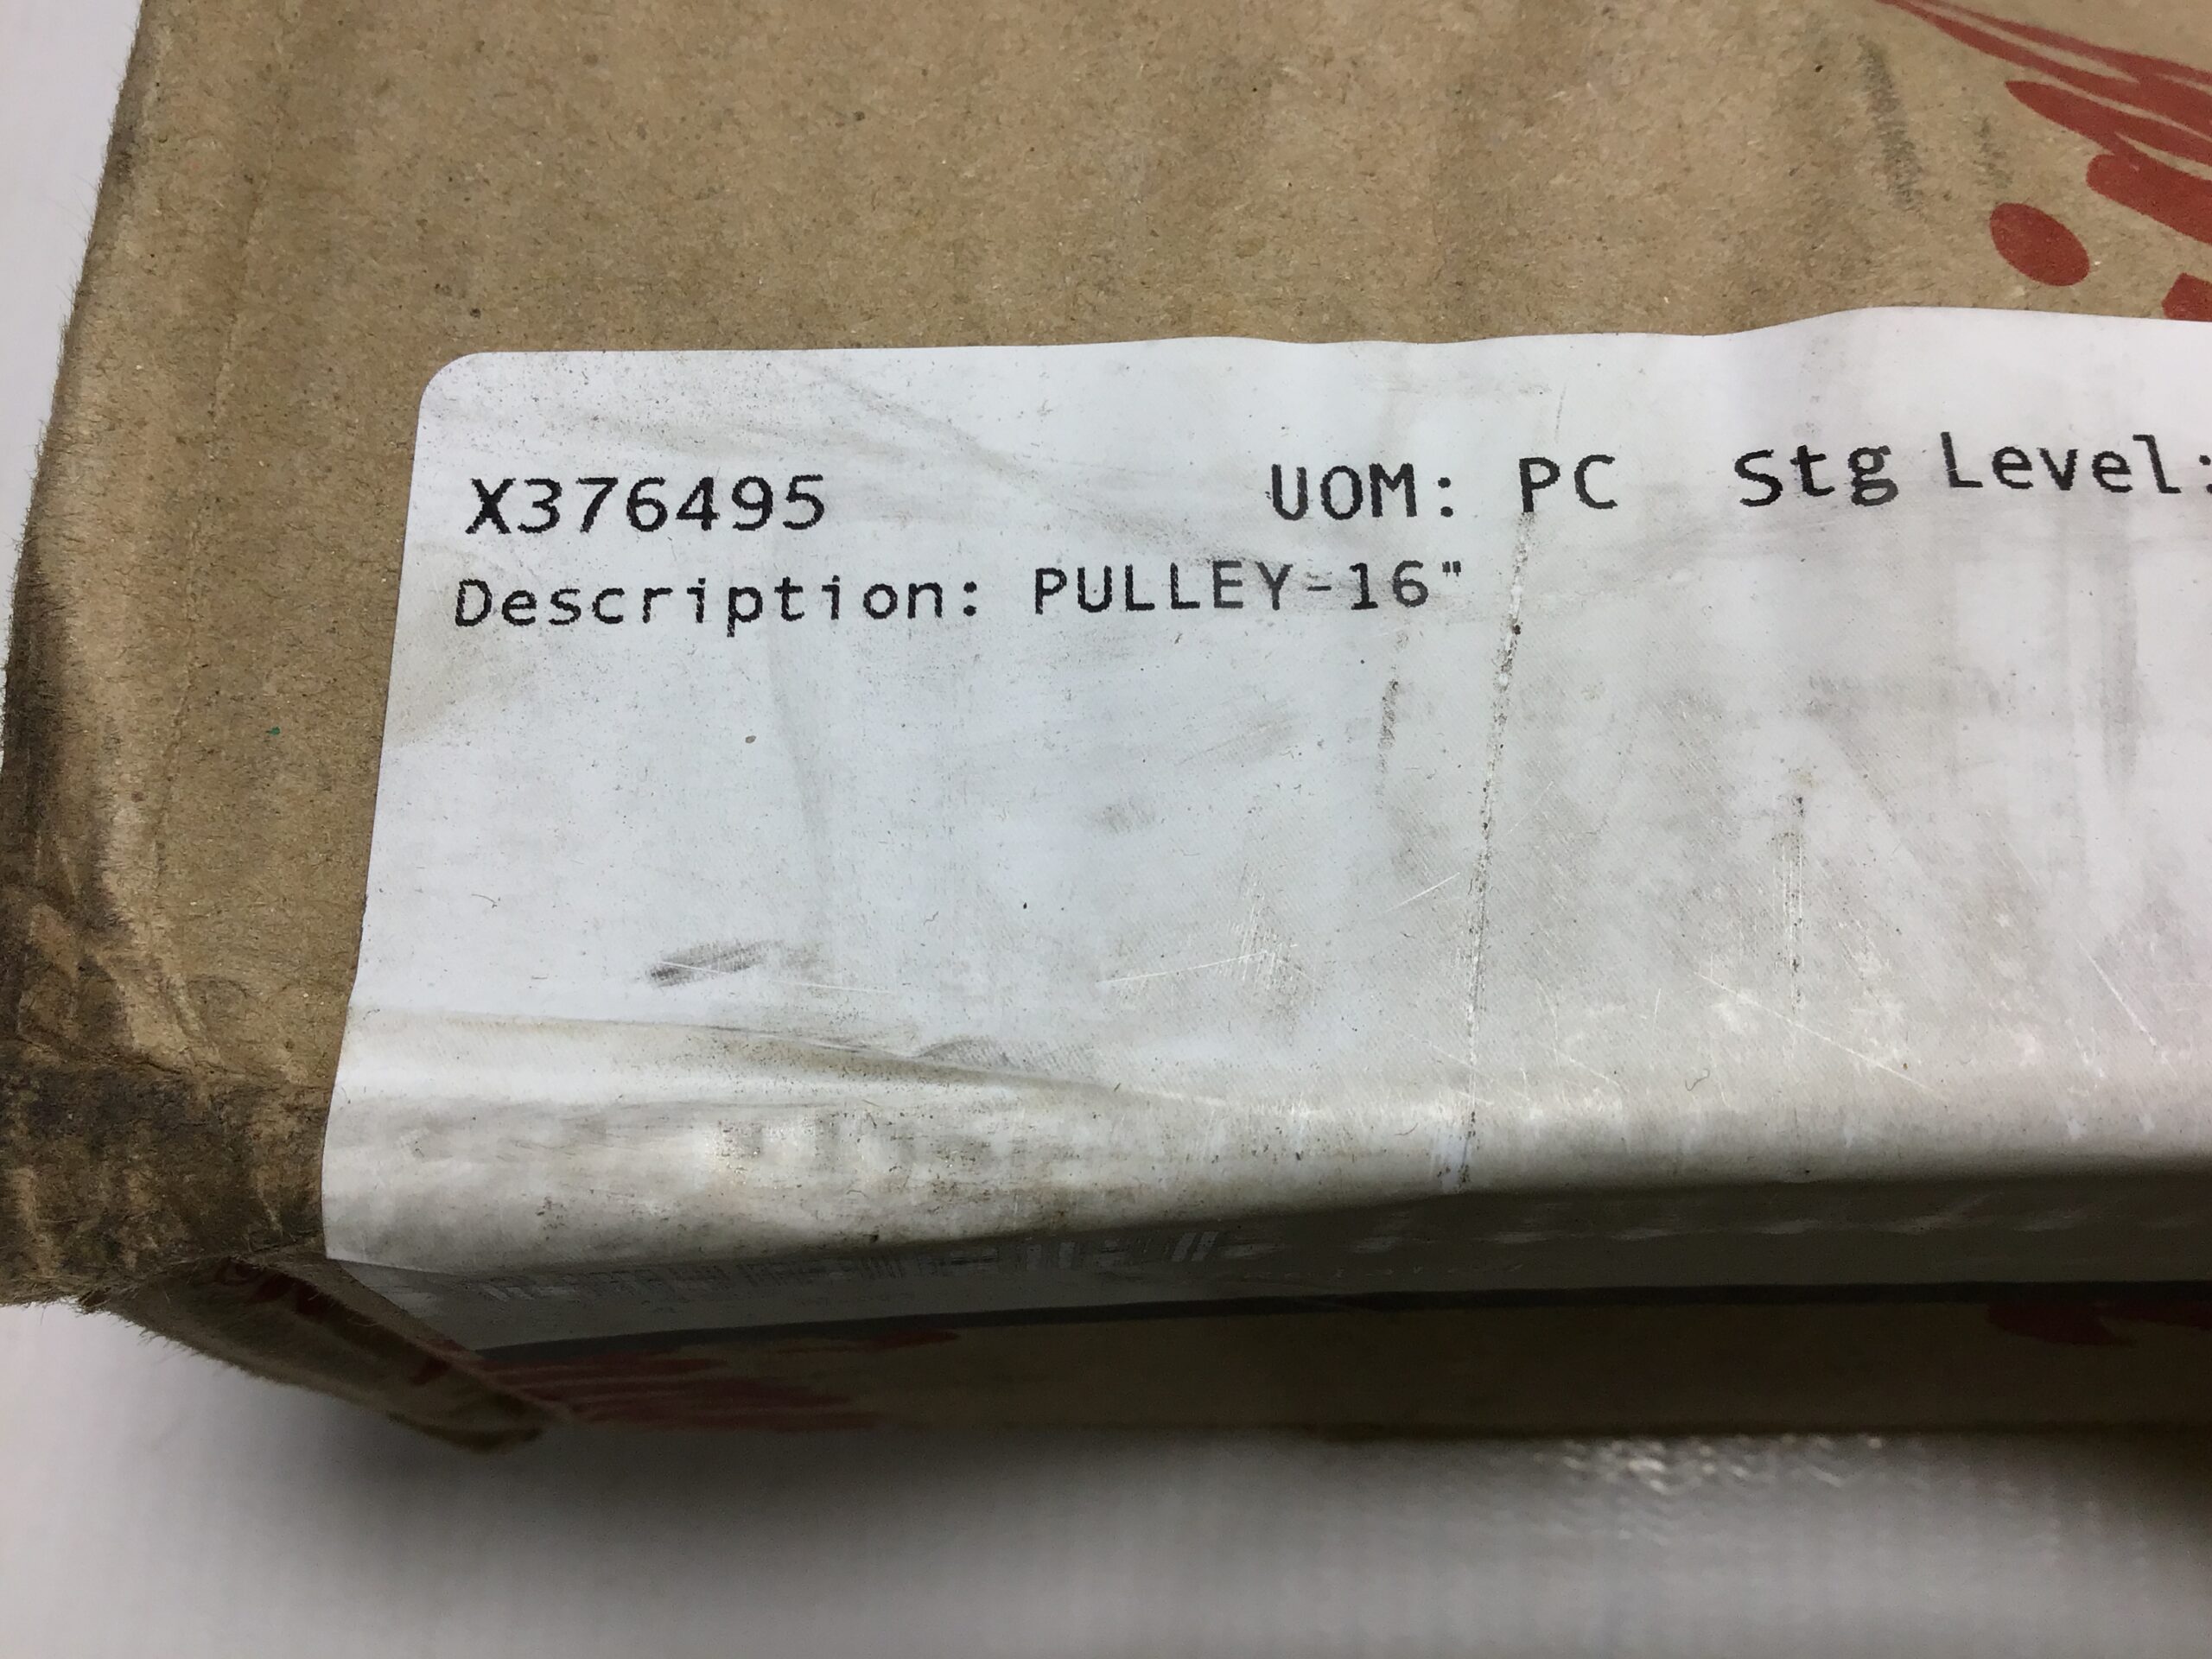 X376495 UOM: PC Stg Level:
Description: PULLEY-16"